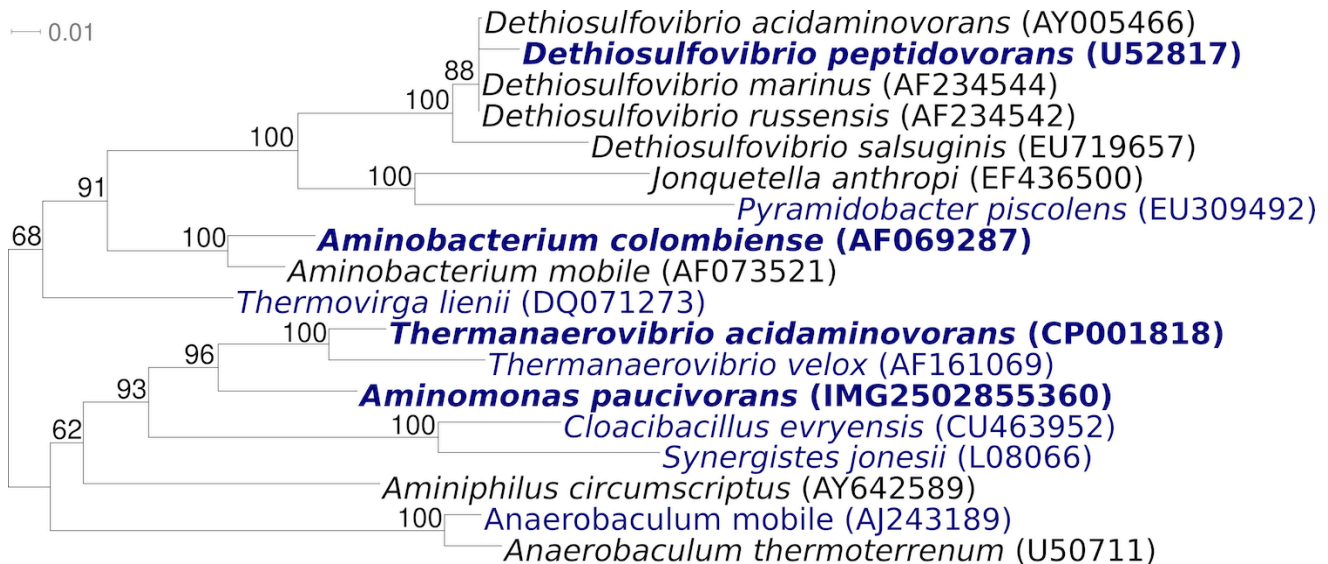 0.01
Dethiosulfovibrio acidaminovorans (AY005466)
Dethiosulfovibrio peptidovorans (U52817)
88
Dethiosulfovibrio marinus (AF234544)
100
Dethiosulfovibrio russensis (AF234542)
100
Dethiosulfovibrio salsuginis (EU719657)
100
Jonquetella anthropi (EF436500)
91
Pyramidobacter piscolens (EU309492)
68
100
Aminobacterium colombiense (AF069287)
Aminobacterium mobile (AF073521)
Thermovirga lienii (DQ071273)
100
Thermanaerovibrio acidaminovorans (CP001818)
96
Thermanaerovibrio velox (AF161069)
93
Aminomonas paucivorans (IMG2502855360)
62
100
Cloacibacillus evryensis (CU463952)
Synergistes jonesii (L08066)
Aminiphilus circumscriptus (AY642589)
100
Anaerobaculum mobile (AJ243189)
Anaerobaculum thermoterrenum (U50711)